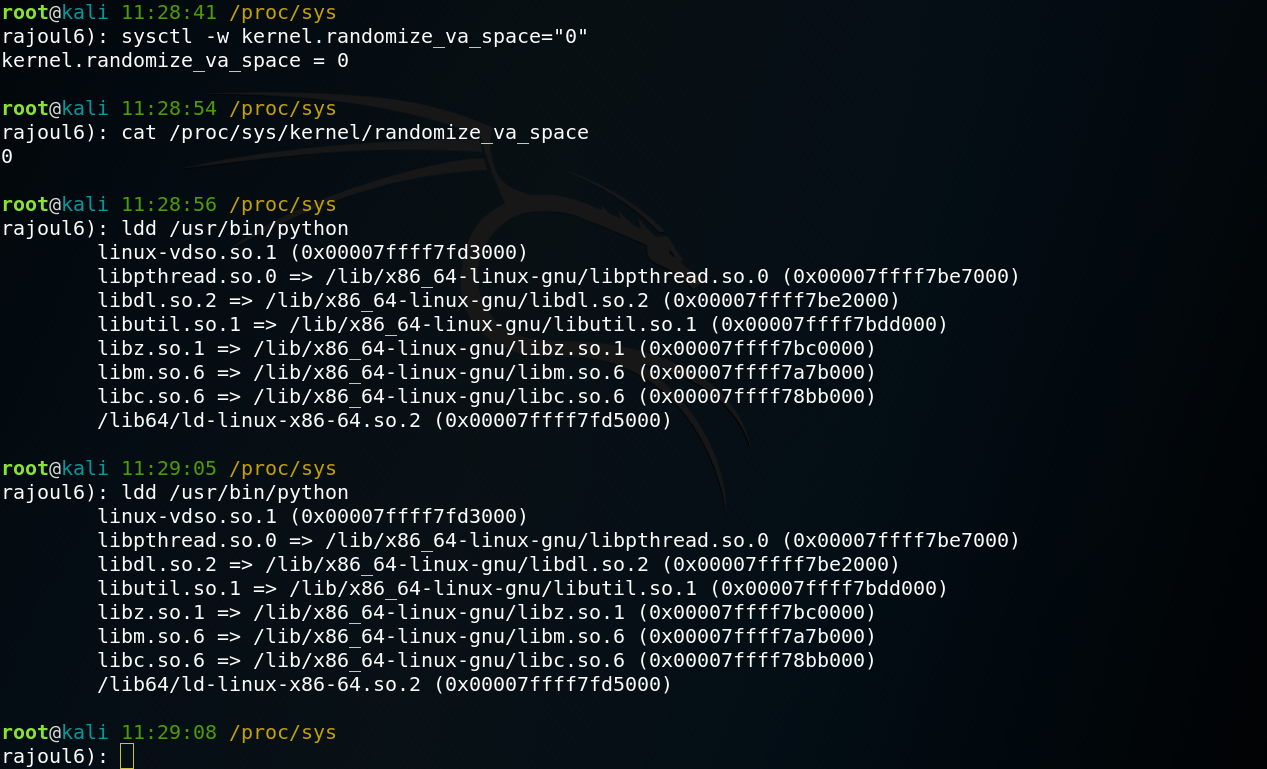 root@kali 11:28:41 /proc/sys
rajoul6): sysctl -w kernel.randomize_va_space="0"
kernel.randomize_va_space = 0
root@kali 11:28:54 /proc/sys
rajoul6): cat /proc/sys/kernel/randomize_va_space
0
root@kali 11:28:56 /proc/sys
rajoul6): ldd /usr/bin/python
linux-vdso.so.1 (0x00007ffff7fd3000)
libpthread.so.0 => /lib/x86_64-linux-gnu/libpthread.so.0 (0x00007ffff7be7000)
libdl.so.2 => /lib/x86_64-linux-gnu/libdl.so.2 (0x00007ffff7be2000)
libutil.so.1 => /lib/x86_64-linux-gnu/libutil.so.1 (0x00007ffff7bdd000)
libz.so.1 => /lib/x86_64-linux-gnu/libz.so.1 (0x00007ffff7bc0000)
libm.so.6 => /lib/x86_64-linux-gnu/libm.so.6 (0x00007ffff7a7b000)
libc.so.6 => /lib/x86_64-linux-gnu/libc.so.6 (0x00007ffff78bb000)
/lib64/ld-linux-x86-64.so.2 (0x00007ffff7fd5000)
root@kali 11:29:05 /proc/sys
rajoul6): ldd /usr/bin/python
linux-vdso.so.1 (0x00007ffff7fd3000)
libpthread.so.0 => /lib/x86_64-linux-gnu/libpthread.so.0 (0x00007ffff7be7000)
libdl.so.2 => /lib/x86_64-linux-gnu/libdl.so.2 (0x00007ffff7be2000)
libutil.so.1 => /lib/x86_64-linux-gnu/libutil.so.1 (0x00007ffff7bdd000)
libz.so.1 => /lib/x86_64-linux-gnu/libz.so.1 (0x00007ffff7bc0000)
libm.so.6 => /lib/x86_64-linux-gnu/libm.so.6 (0x00007ffff7a7b000)
libc.so.6 => /lib/x86_64-linux-gnu/libc.so.6 (0x00007ffff78bb000)
/lib64/ld-linux-x86-64.so.2 (0x00007ffff7fd5000)
root@kali 11:29:08 /proc/sys
rajoul6):